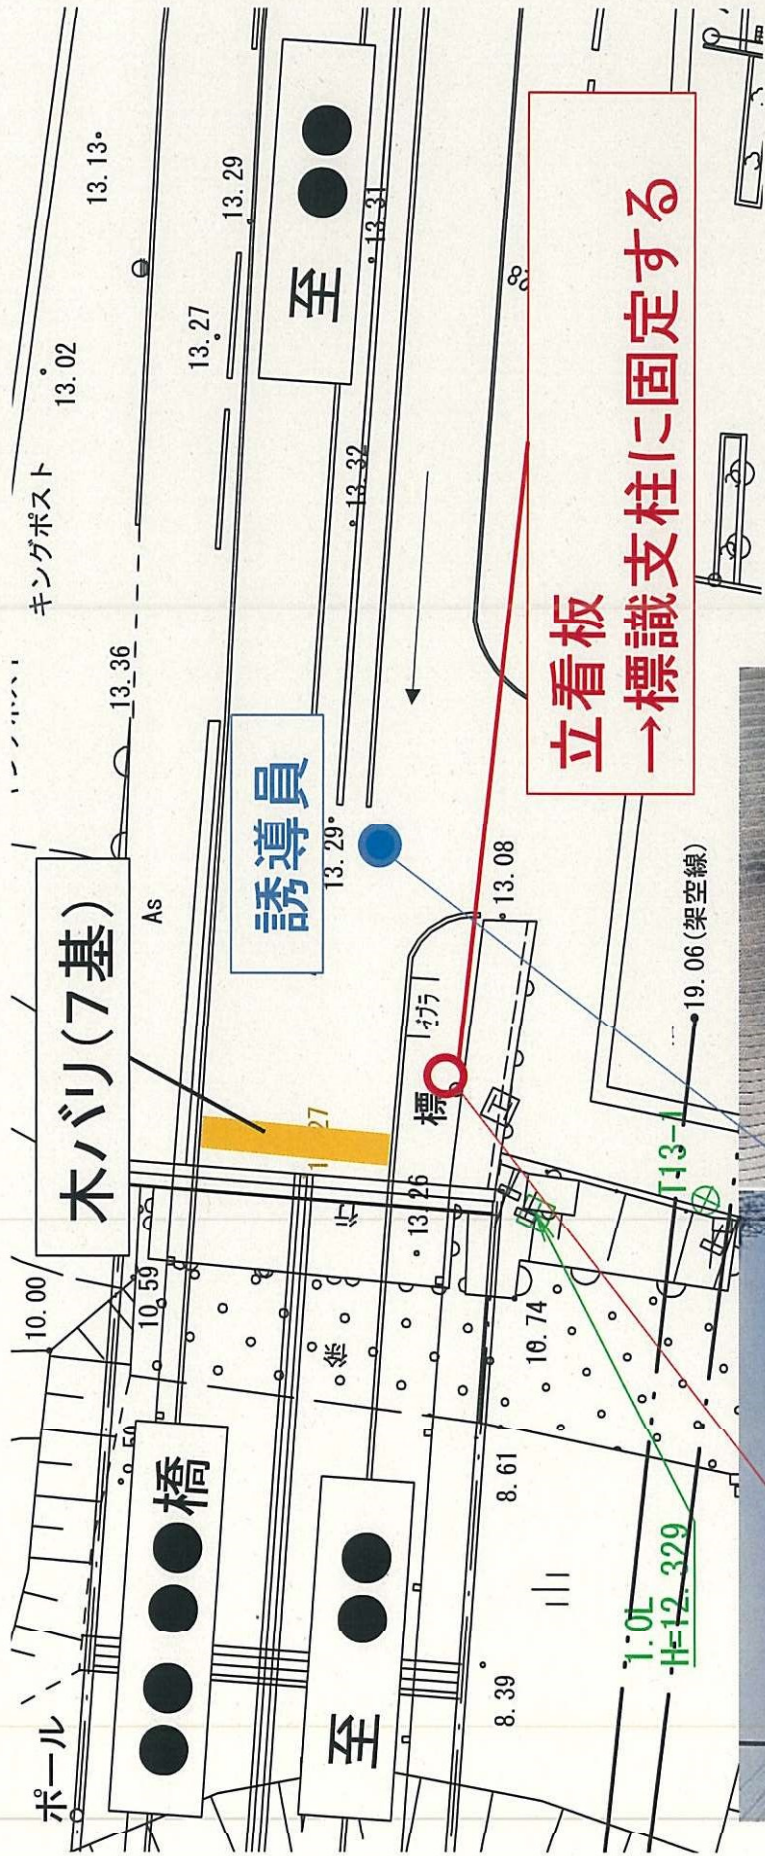 ポール
●●●●橋
至　●●
10.00
10.59
木バリ(7基)
As
誘導員
13.36
キングポスト
13.02
13.13
13.27
13.29
至　●●
13.31
13.32
13.29
13.08
標
13.26
10.74
8.61
8.39
立看板
→標識支柱に固定する
19.06(架空線)
T13-1
1.0L
H=12.329